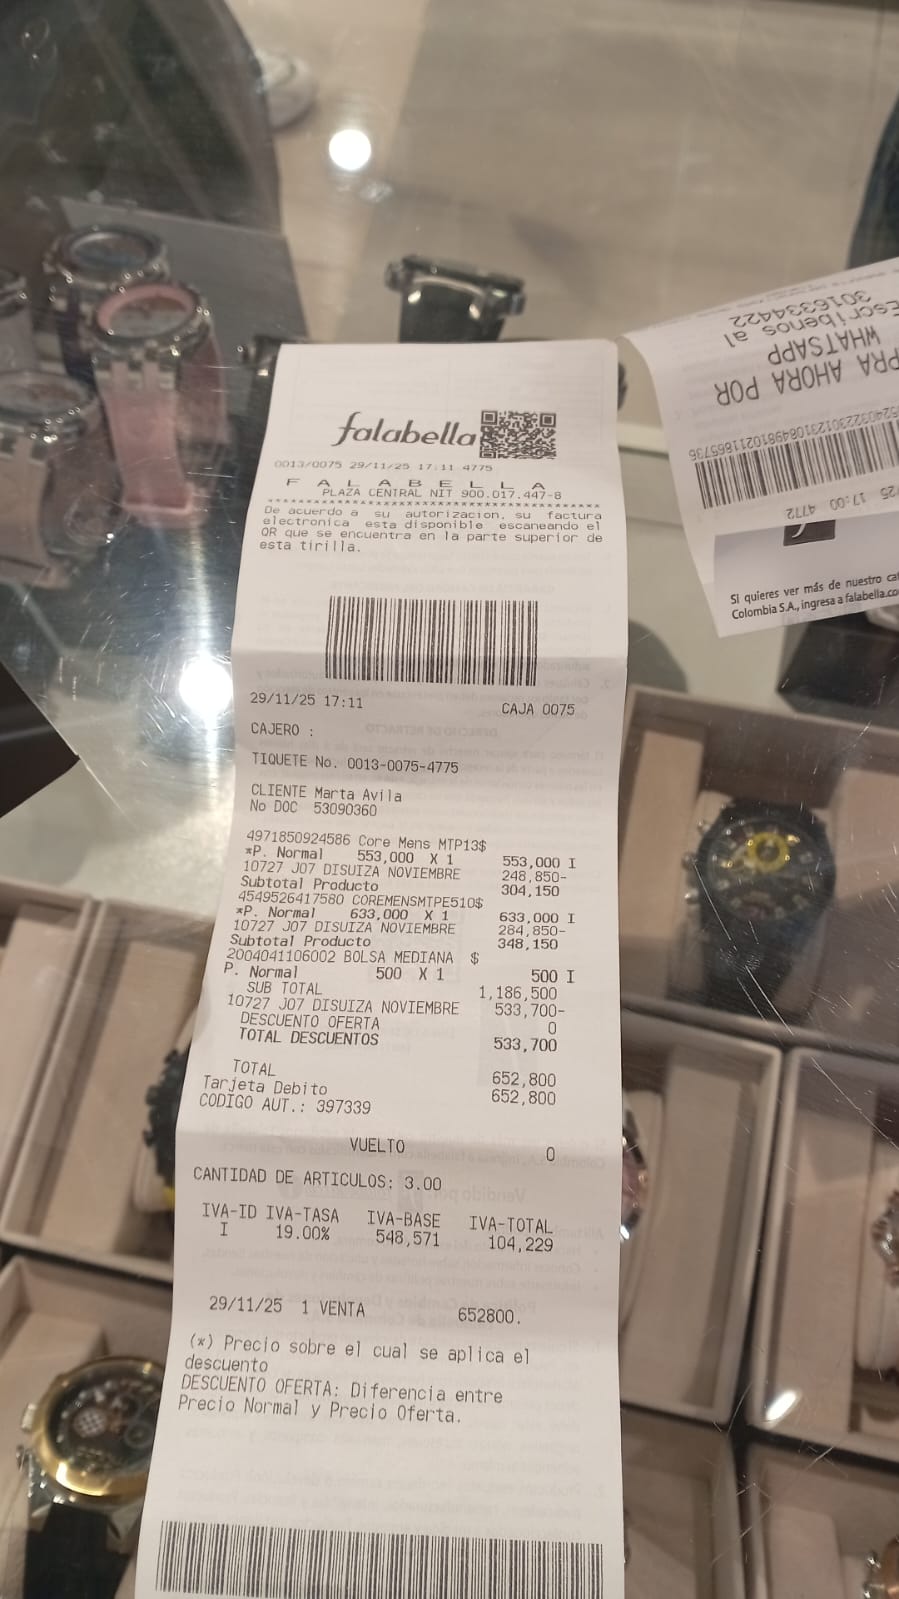 falabella
0013/0075 29/11/25 17:11 4775
F A L A B E L L A
PLAZA CENTRAL NIT 900.017.447-8
De acuerdo a su autorizacion, su factura
electronica esta disponible escaneando el
QR que se encuentra en la parte superior de
esta tirilla.
29/11/25 17:11 CAJA 0075
CAJERO :
TIQUETE No. 0013-0075-4775
CLIENTE Marta Avila
No DOC 53090360
4971850924586 Core Mens MTP13$
*P. Normal 553,000 X 1 553,000 I
10727 J07 DISUIZA NOVIEMBRE 248,850-
Subtotal Producto 304,150
4549526417580 COREMENSMTPE510$
*P. Normal 633,000 X 1 633,000 I
10727 J07 DISUIZA NOVIEMBRE 284,850-
Subtotal Producto 348,150
2004041106002 BOLSA MEDIANA $
P. Normal 500 X 1 500 I
SUB TOTAL 1,186,500
10727 J07 DISUIZA NOVIEMBRE 533,700-
DESCUENTO OFERTA 0
TOTAL DESCUENTOS 533,700
TOTAL 652,800
Tarjeta Debito 652,800
CODIGO AUT.: 397339
VUELTO 0
CANTIDAD DE ARTICULOS: 3.00
IVA-ID IVA-TASA IVA-BASE IVA-TOTAL
I 19.00% 548,571 104,229
29/11/25 1 VENTA 652800.
(*) Precio sobre el cual se aplica el
descuento
DESCUENTO OFERTA: Diferencia entre
Precio Normal y Precio Oferta.
PRA AHORA POR
WHATSAPP
Escribenos al
3016334422
25 17:00 4772
Si quieres ver más de nuestro
Colombia S.A., ingresa a falabella.co